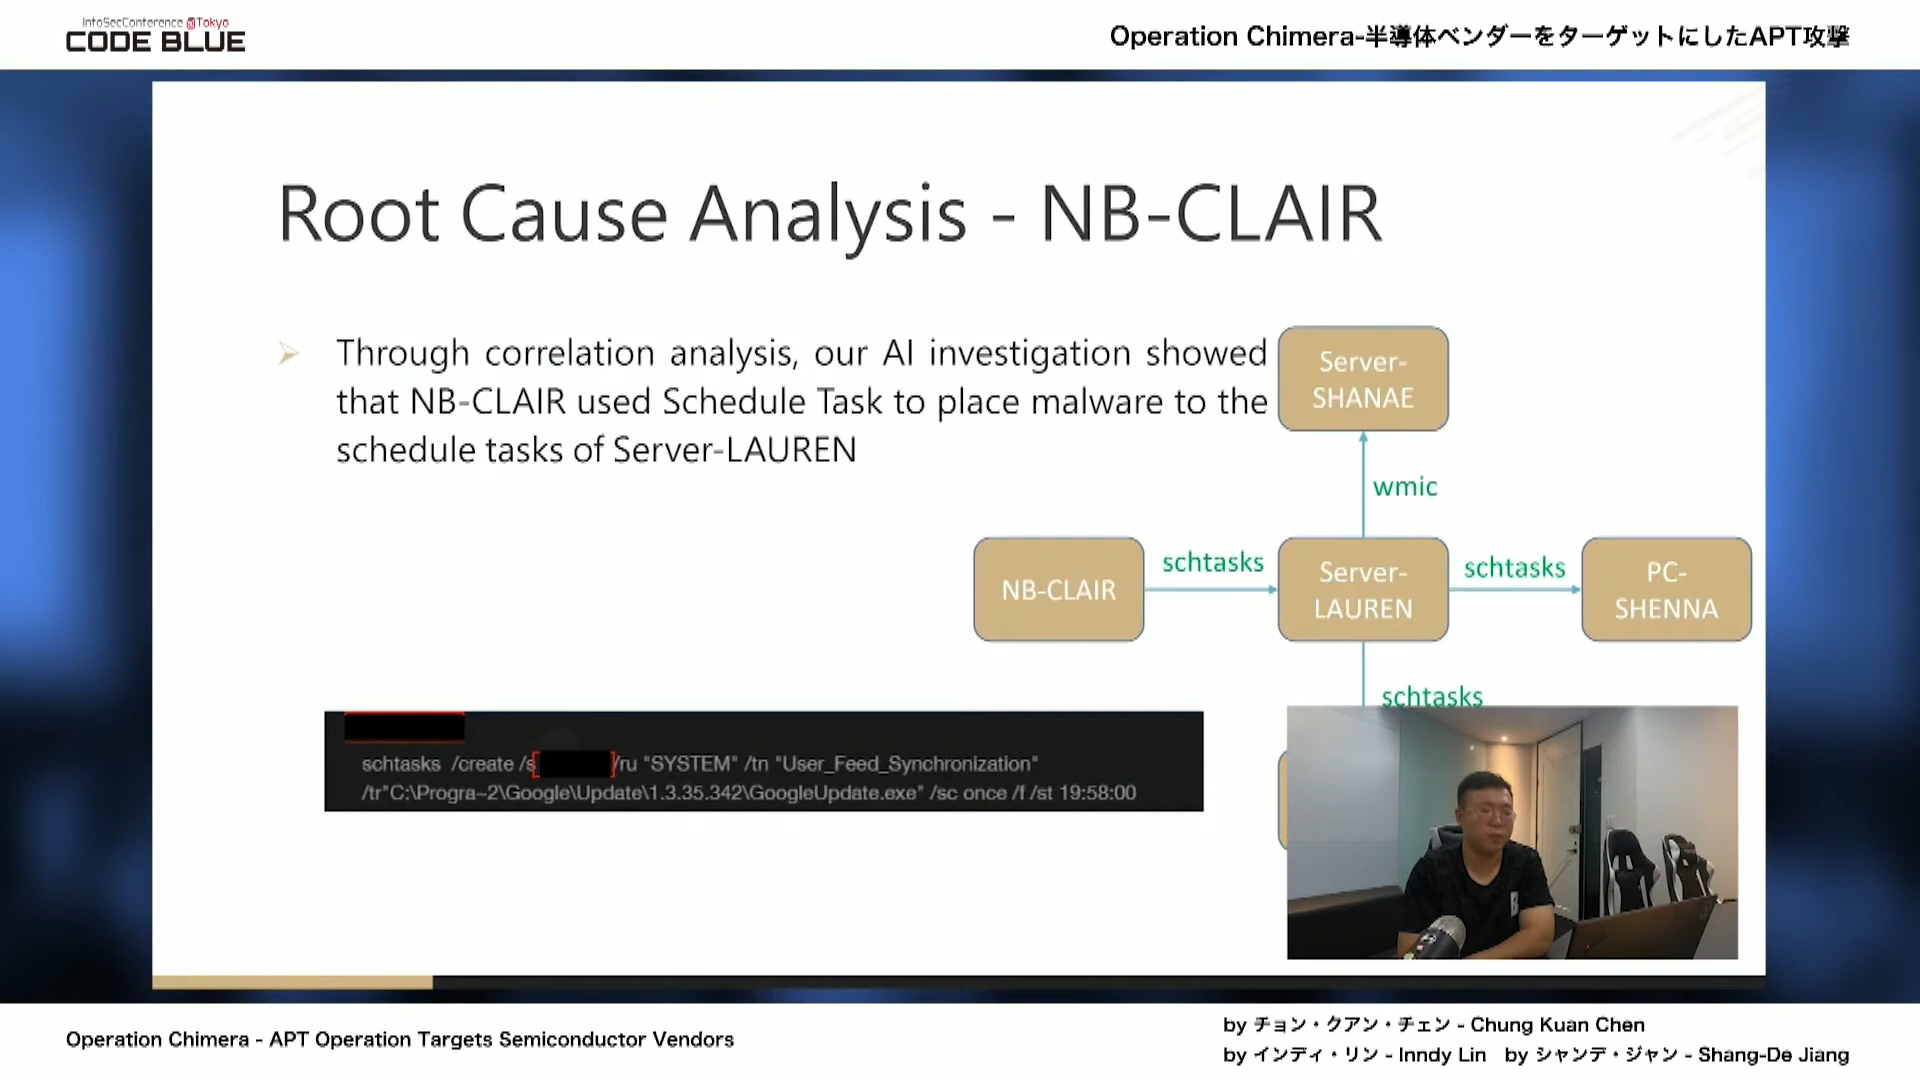 InfoSecConference @Tokyo
CODE BLUE
Operation Chimera-半導体ベンダーをターゲットにしたAPT攻撃
Root Cause Analysis - NB-CLAIR
Through correlation analysis, our AI investigation showed
that NB-CLAIR used Schedule Task to place malware to the
schedule tasks of Server-LAUREN
Server-
SHANAE
wmic
NB-CLAIR
schtasks
Server-
LAUREN
schtasks
PC-
SHENNA
schtasks
schtasks /create /s /ru "SYSTEM" /tn "User_Feed_Synchronization"
/tr"C:\Progra~2\Google\Update\1.3.35.342\GoogleUpdate.exe" /sc once /f /st 19:58:00
Operation Chimera - APT Operation Targets Semiconductor Vendors
by チョン・クアン・チェン - Chung Kuan Chen
by インディ・リン - Inndy Lin by シャンデ・ジャン - Shang-De Jiang